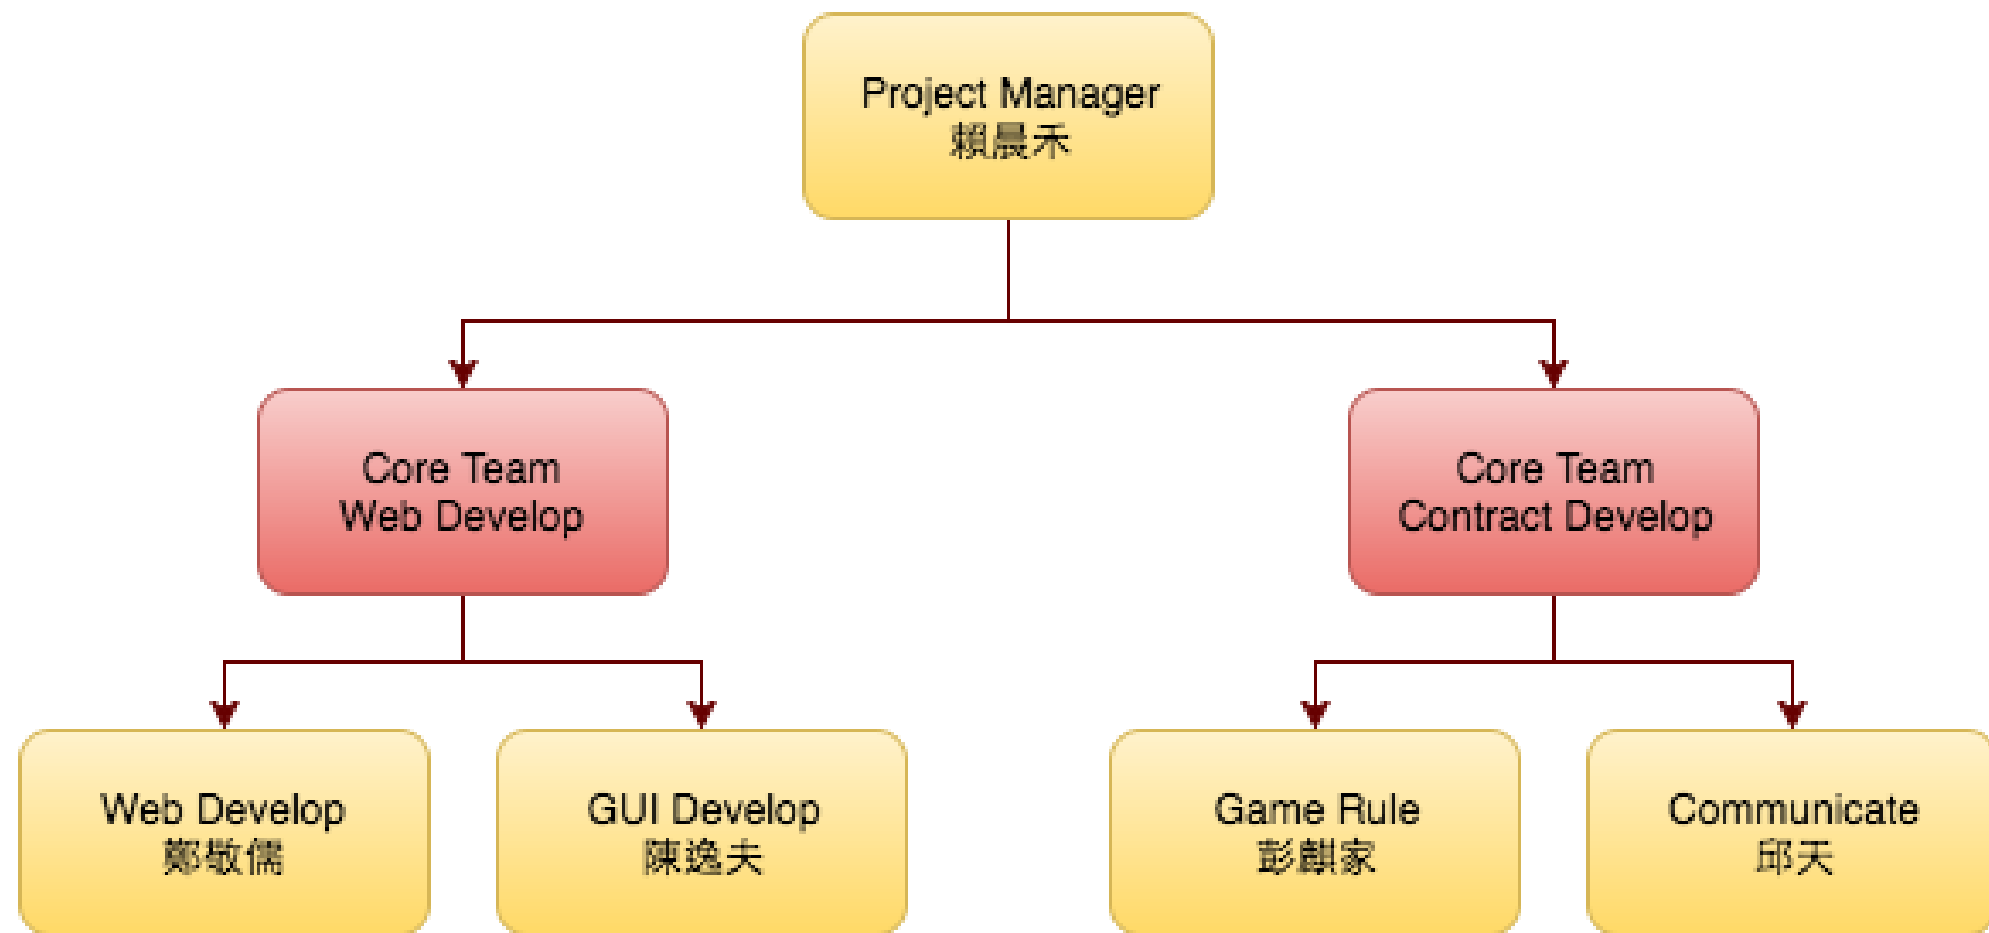 Project Manager
賴晨禾
Core Team
Web Develop
Core Team
Contract Develop
Web Develop
鄭敬儒
GUI Develop
陳逸夫
Game Rule
彭麒家
Communicate
邱天